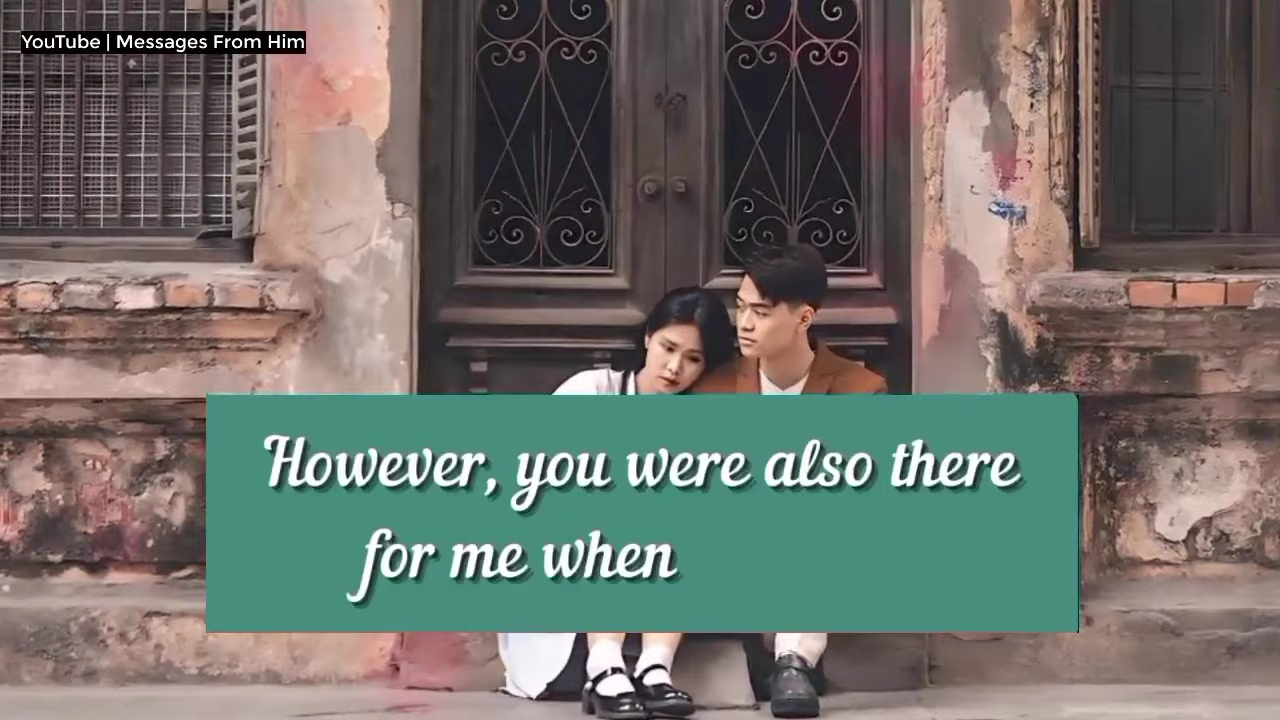 YouTube | Messages From Him
However, you were also there
for me when